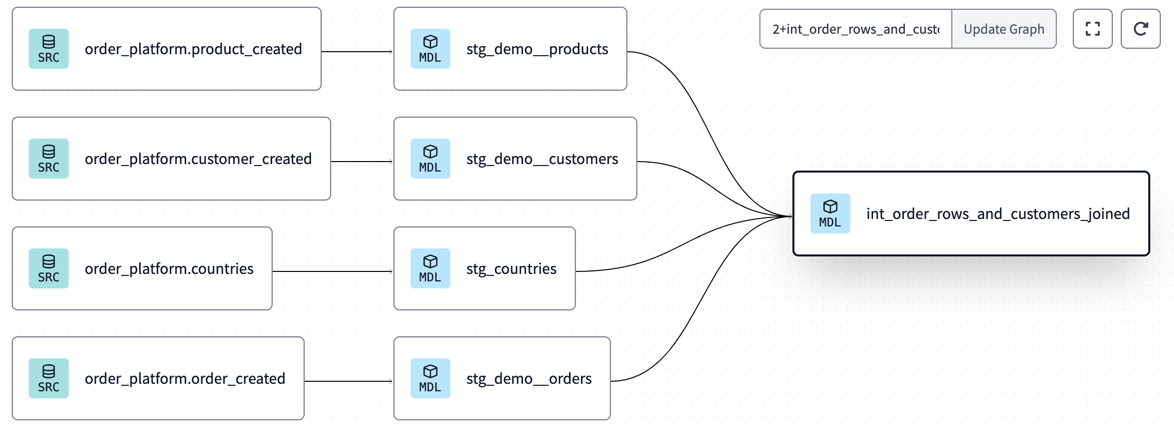 SRC
order_platform.product_created
MDL
stg_demo__products
2+int_order_rows_and_custo
Update Graph
SRC
order_platform.customer_created
MDL
stg_demo__customers
MDL
int_order_rows_and_customers_joined
SRC
order_platform.countries
MDL
stg_countries
SRC
order_platform.order_created
MDL
stg_demo__orders